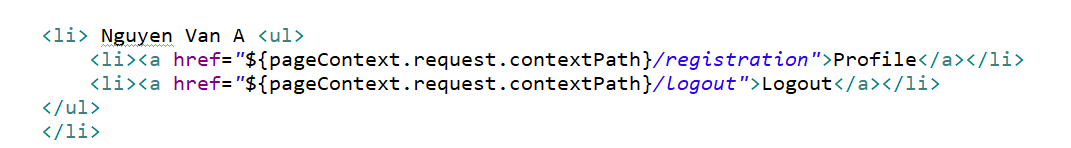 <li> Nguyen Van A <ul>
<li><a href="${pageContext.request.contextPath}/registration">Profile</a></li>
<li><a href="${pageContext.request.contextPath}/logout">Logout</a></li>
</ul>
</li>